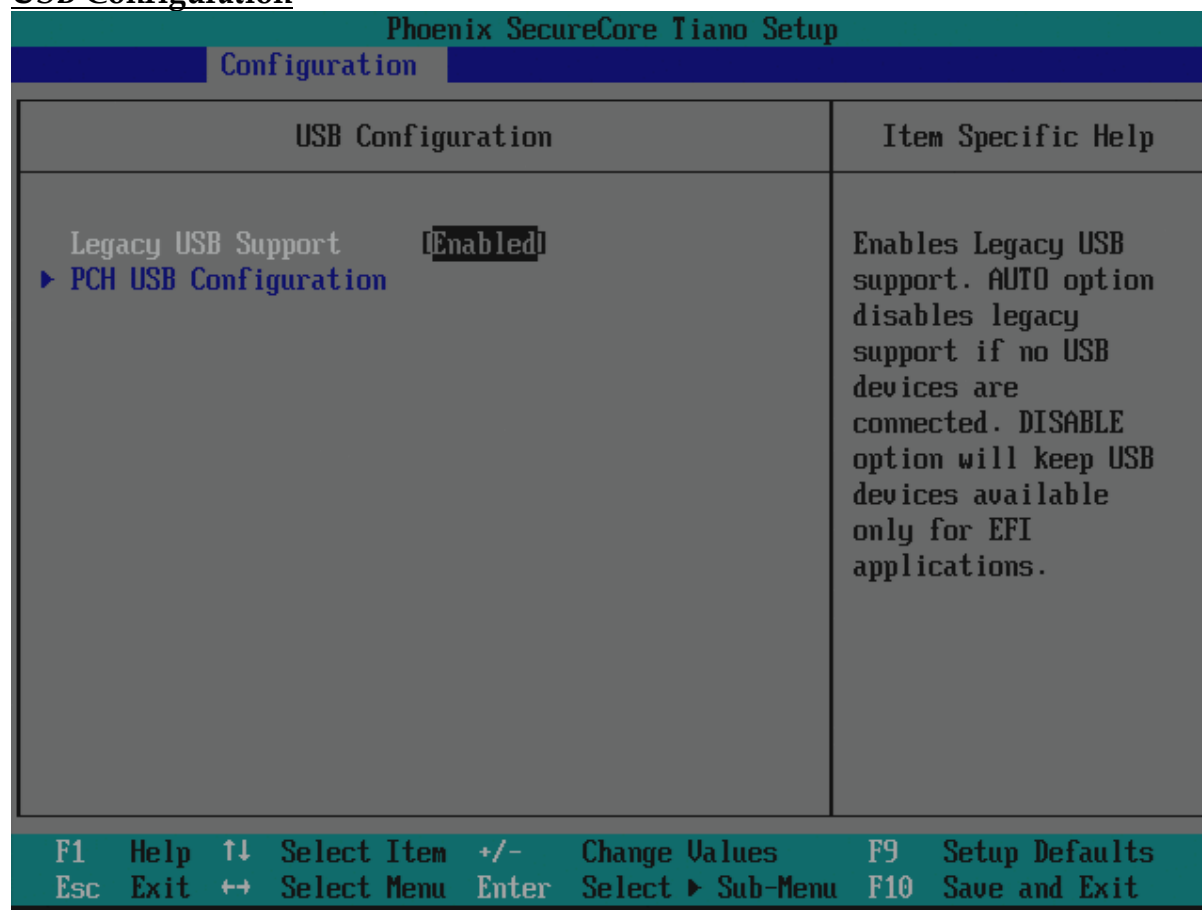 USB Configuration
Phoenix SecureCore Tiano Setup
Configuration
USB Configuration
Item Specific Help
Legacy USB Support [Enabled]
▶ PCH USB Configuration
Enables Legacy USB
support. AUTO option
disables legacy
support if no USB
devices are
connected. DISABLE
option will keep USB
devices available
only for EFI
applications.
F1 Help ↑↓ Select Item +/- Change Values F9 Setup Defaults
Esc Exit ↔ Select Menu Enter Select ▶ Sub-Menu F10 Save and Exit